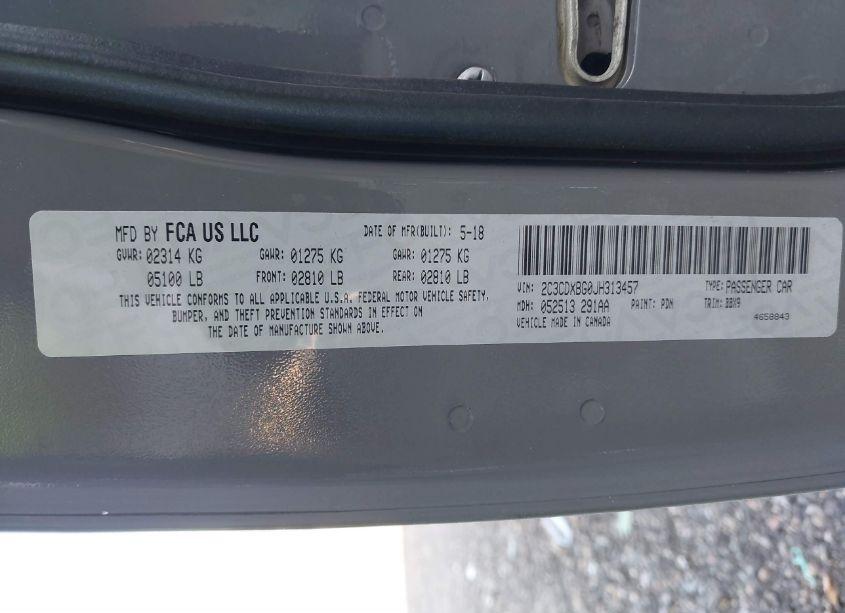 MFD BY FCA US LLC DATE OF MFR(BUILT): 5-18
GVWR: 02314 KG GAWR: 01275 KG GAWR: 01275 KG
05100 LB FRONT: 02810 LB REAR: 02810 LB
THIS VEHICLE CONFORMS TO ALL APPLICABLE U.S.A. FEDERAL MOTOR VEHICLE SAFETY,
BUMPER, AND THEFT PREVENTION STANDARDS IN EFFECT ON
THE DATE OF MANUFACTURE SHOWN ABOVE.
VIN: 2C3CDXBG0JH313457 TYPE: PASSENGER CAR
MDH: 052513 291AA PAINT: PDN TRIM: BBX9
VEHICLE MADE IN CANADA 4658843